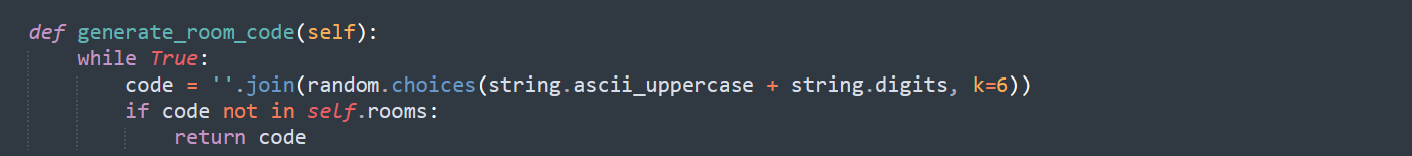 def generate_room_code(self):
    while True:
        code = ''.join(random.choices(string.ascii_uppercase + string.digits, k=6))
        if code not in self.rooms:
            return code